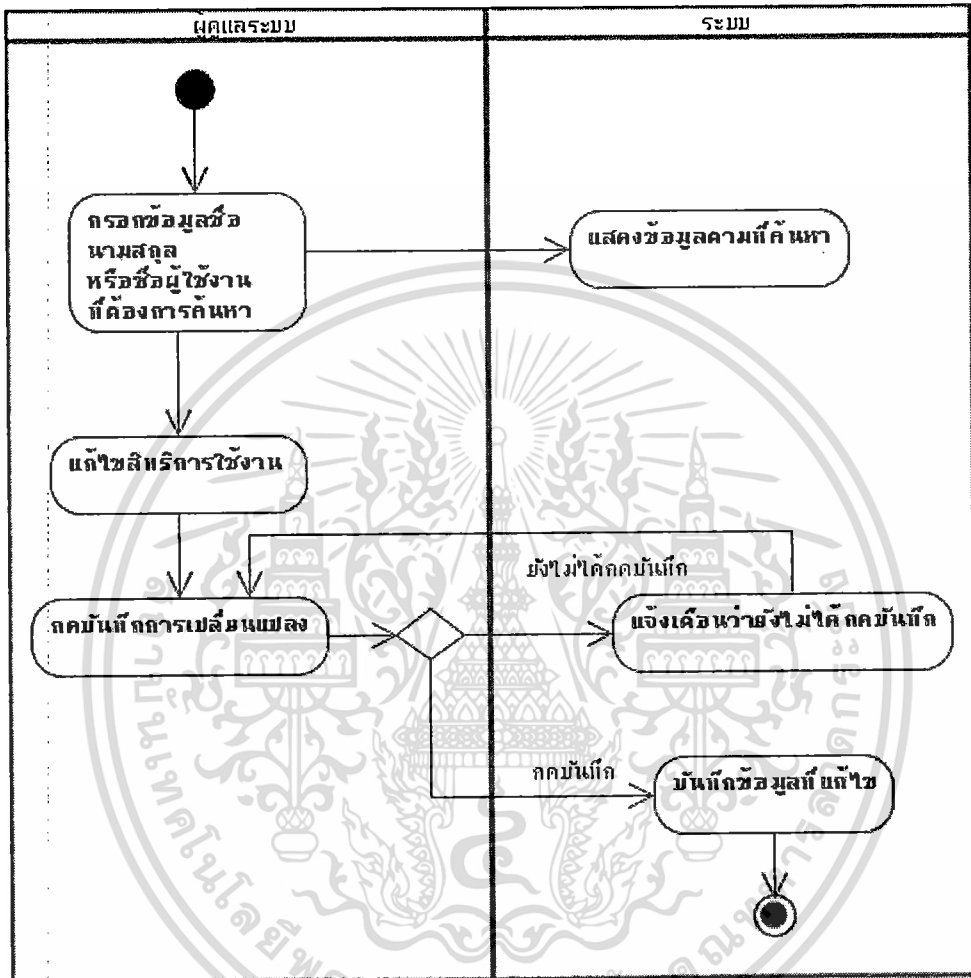 ผู้ดูแลระบบ
ระบบ
กรอกข้อมูลชื่อ
นามสกุล
หรือชื่อผู้ใช้งาน
ที่ต้องการค้นหา
แสดงข้อมูลตามที่ค้นหา
แก้ไขสิทธิการใช้งาน
ยังไม่ได้กดบันทึก
กดบันทึกการเปลี่ยนแปลง
แจ้งเตือนว่ายังไม่ได้ กดบันทึก
กดบันทึก
บันทึกข้อมูลที่ แก้ไข